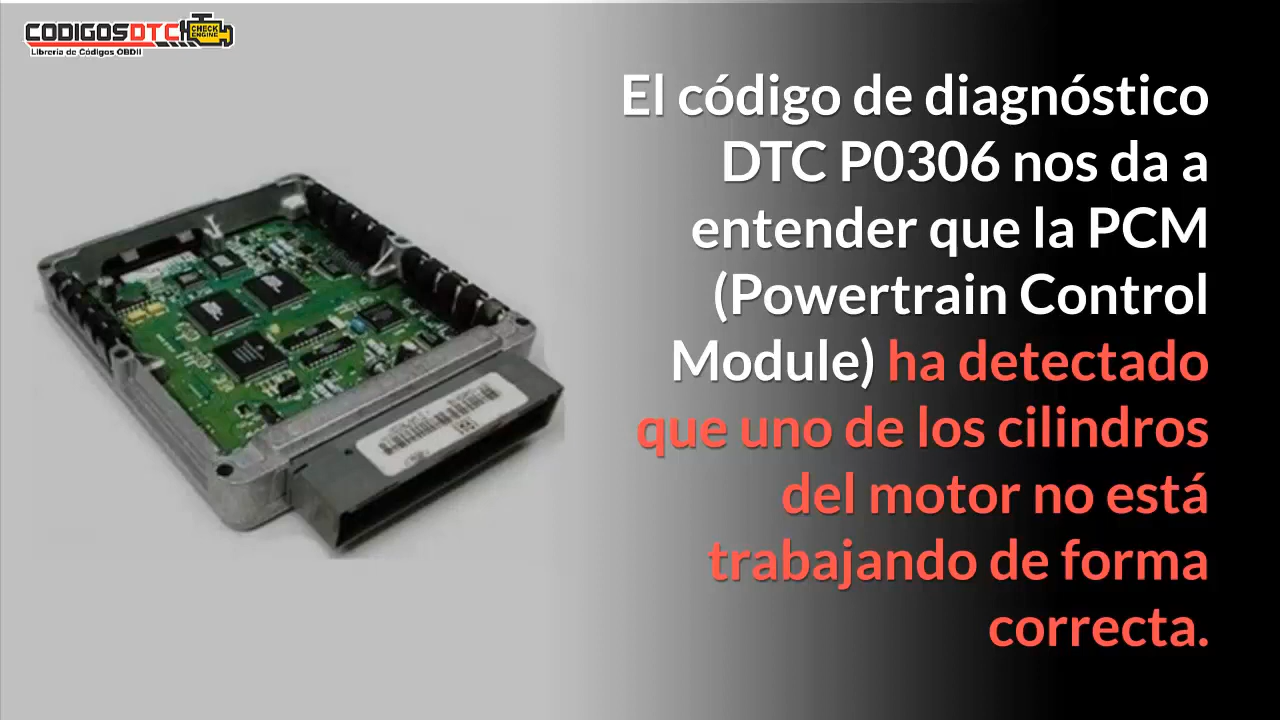 CODIGOSDTC
CHECK
ENGINE
Librería de Códigos OBDII
El código de diagnóstico
DTC P0306 nos da a
entender que la PCM
(Powertrain Control
Module) ha detectado
que uno de los cilindros
del motor no está
trabajando de forma
correcta.